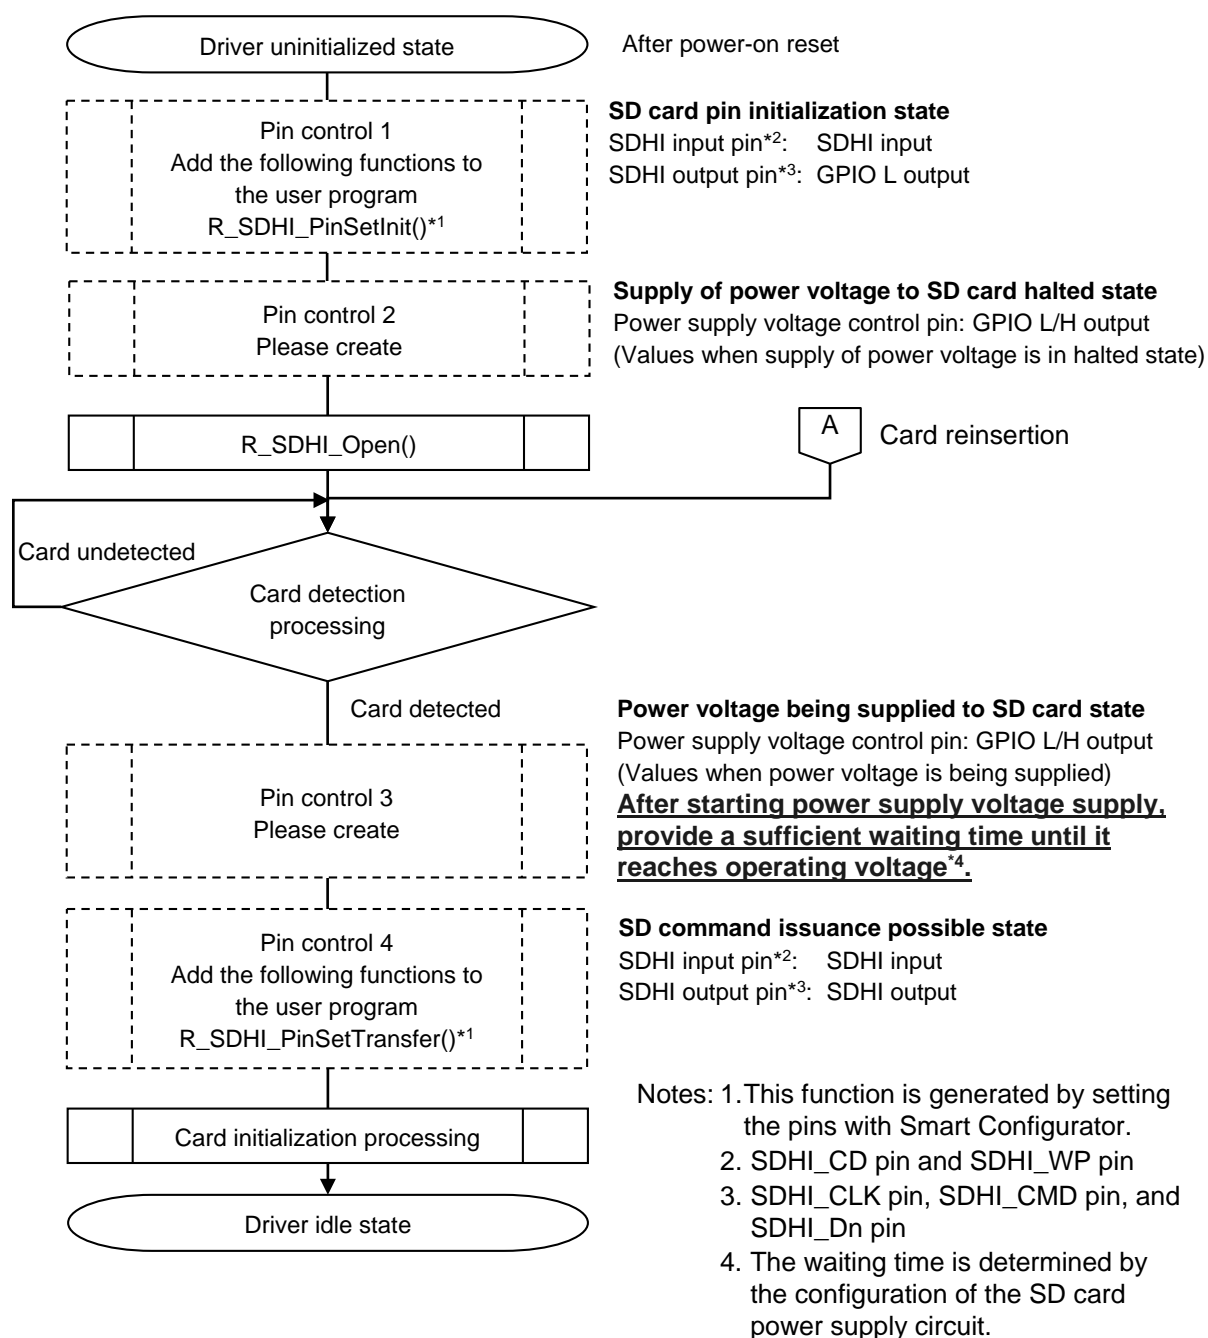 Driver uninitialized state
After power-on reset
Pin control 1
Add the following functions to
the user program
R_SDHI_PinSetInit()*1
SD card pin initialization state
SDHI input pin*2: SDHI input
SDHI output pin*3: GPIO L output
Pin control 2
Please create
Supply of power voltage to SD card halted state
Power supply voltage control pin: GPIO L/H output
(Values when supply of power voltage is in halted state)
R_SDHI_Open()
A
Card reinsertion
Card undetected
Card detection
processing
Card detected
Pin control 3
Please create
Power voltage being supplied to SD card state
Power supply voltage control pin: GPIO L/H output
(Values when power voltage is being supplied)
After starting power supply voltage supply,
provide a sufficient waiting time until it
reaches operating voltage*4.
Pin control 4
Add the following functions to
the user program
R_SDHI_PinSetTransfer()*1
SD command issuance possible state
SDHI input pin*2: SDHI input
SDHI output pin*3: SDHI output
Card initialization processing
Driver idle state
Notes: 1. This function is generated by setting
the pins with Smart Configurator.
2. SDHI_CD pin and SDHI_WP pin
3. SDHI_CLK pin, SDHI_CMD pin, and
SDHI_Dn pin
4. The waiting time is determined by
the configuration of the SD card
power supply circuit.